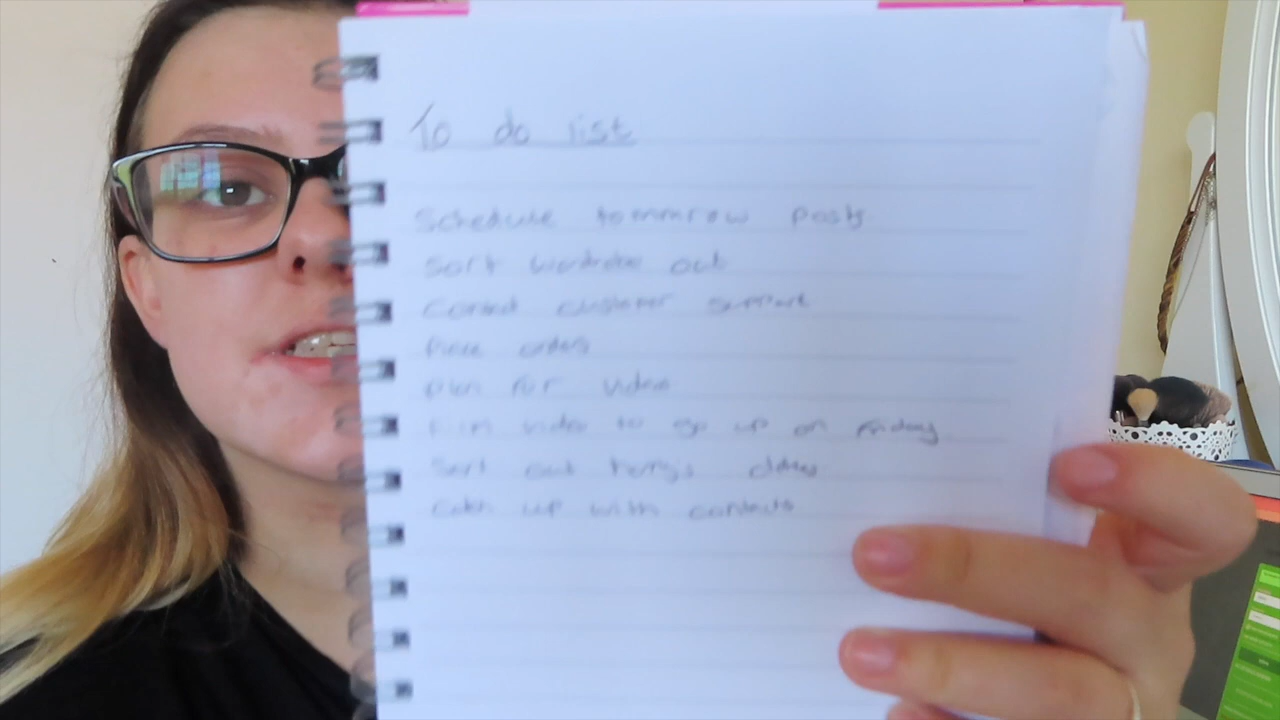 To do list
Schedule tommrow posts
Sort wardrobe out
Contact customer support
Place orders
Plan for video
Film video to go up on Friday
Sort out dates
Catch up with contacts